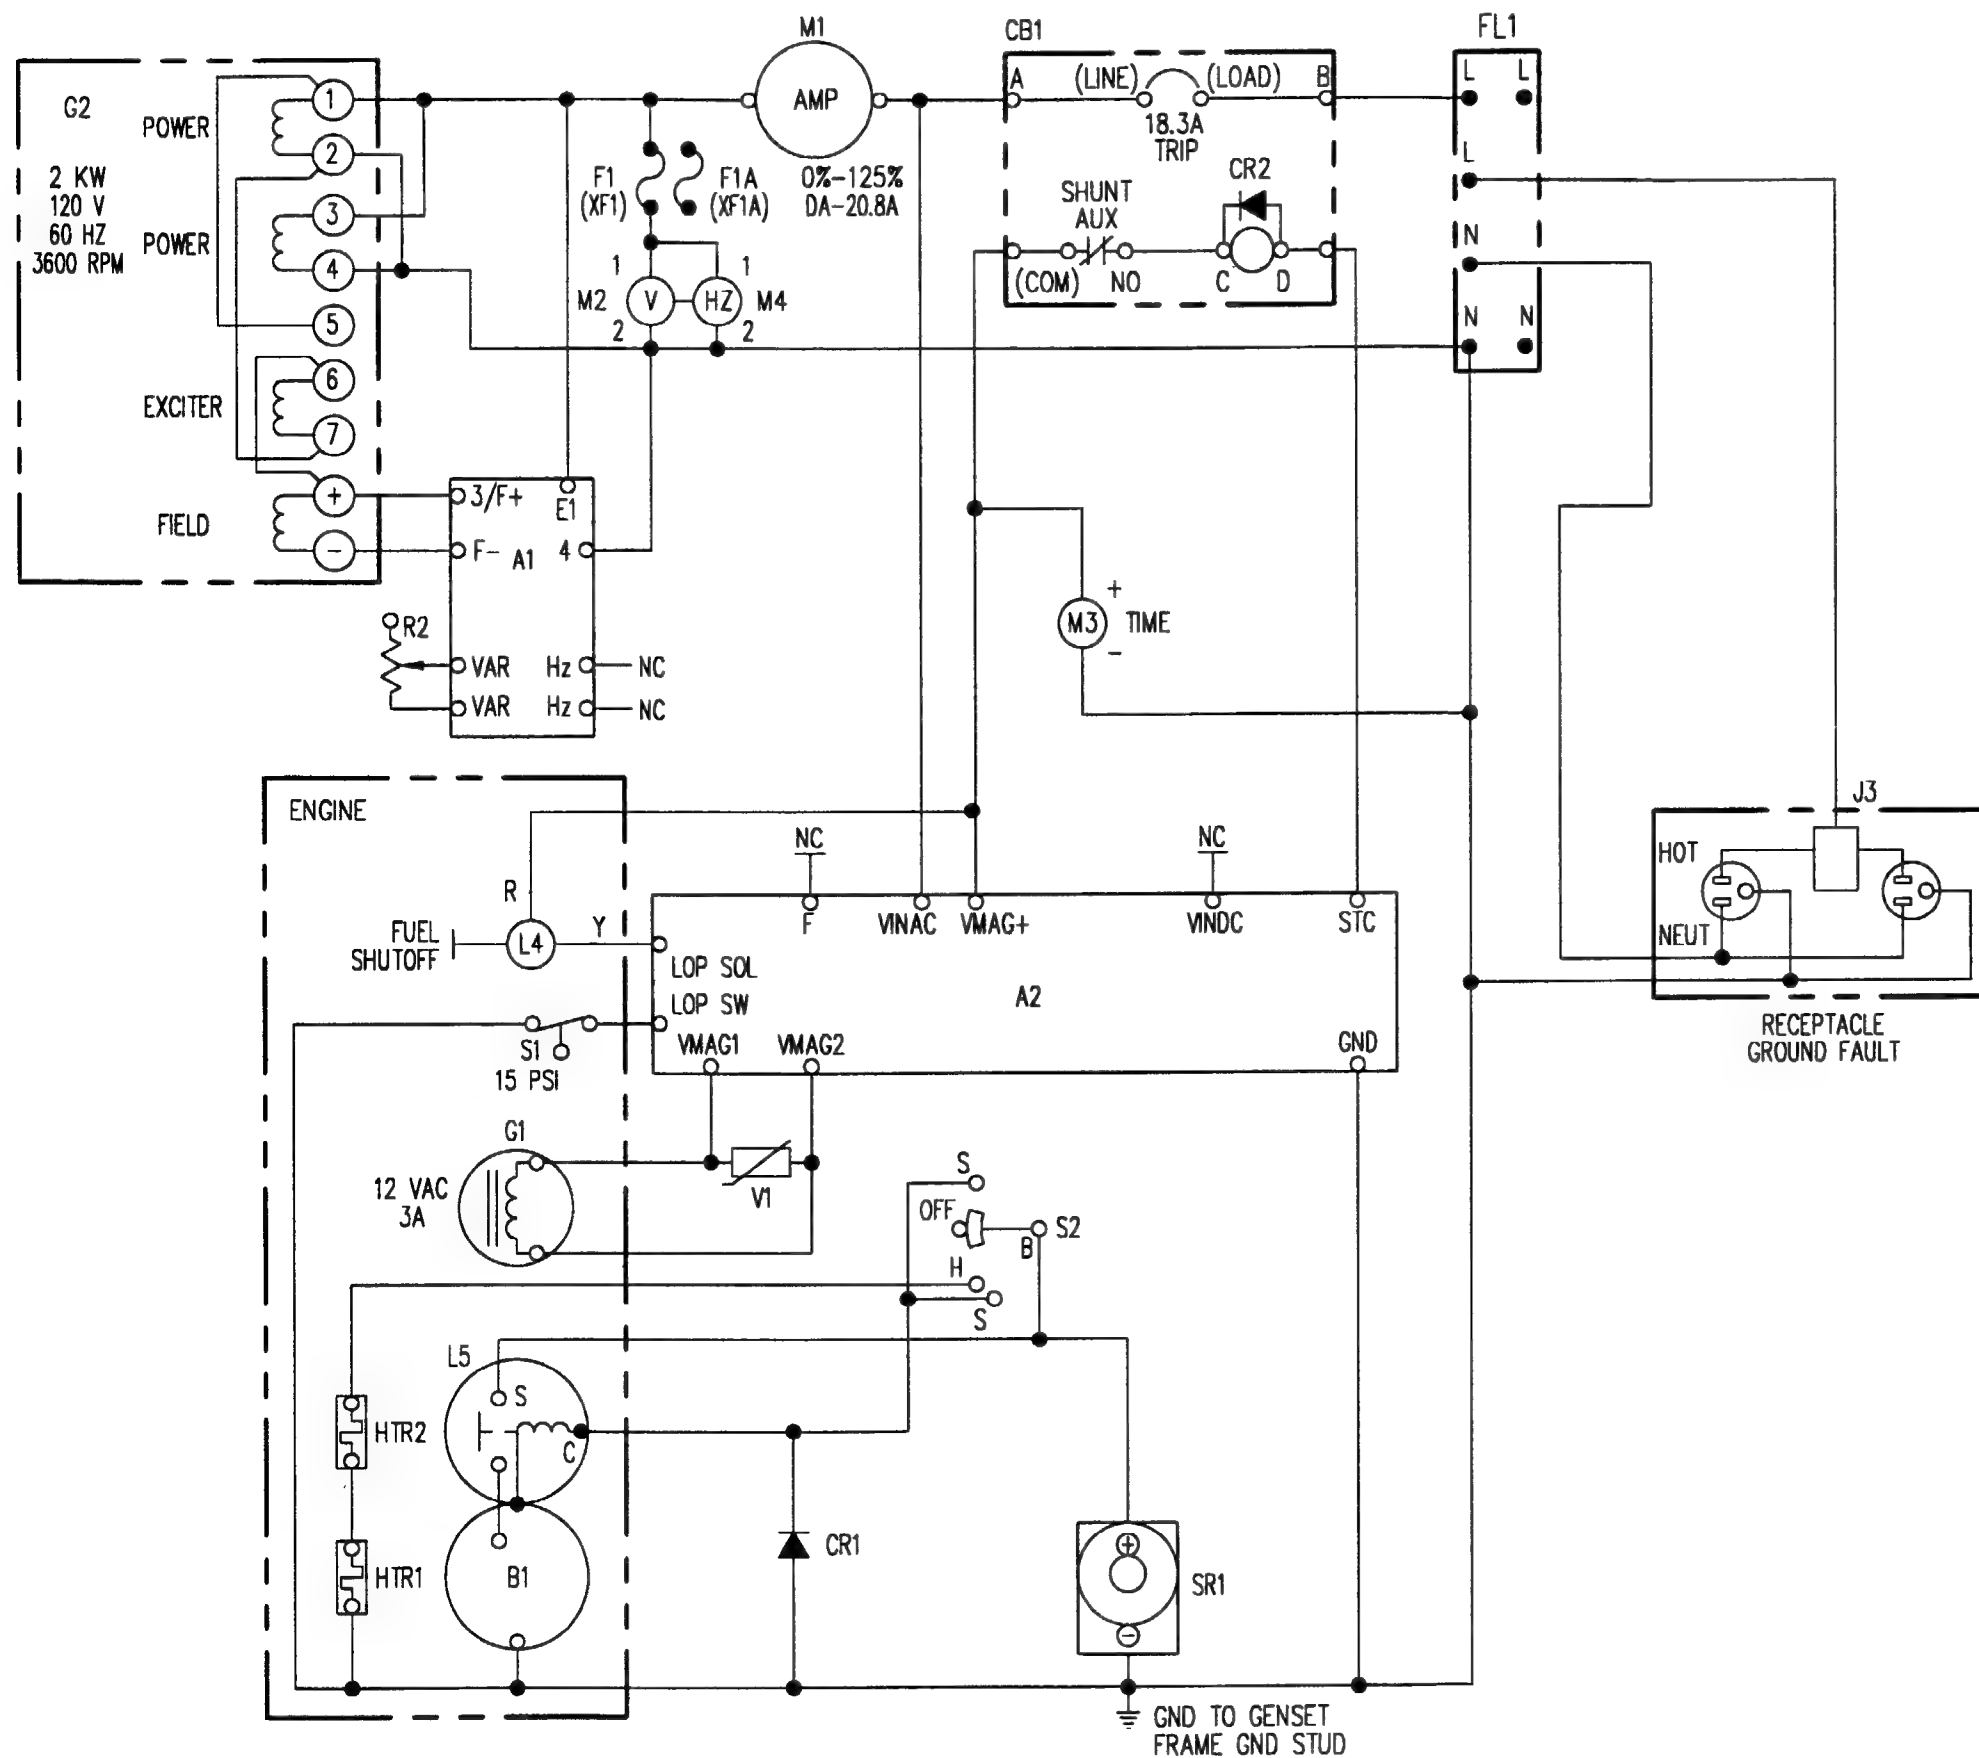 M1
CB1
FL1
G2
POWER
1
AMP
A
(LINE)
(LOAD)
B
L
L
18.3A
TRIP
2
2 KW
120 V
60 HZ
3600 RPM
F1
(XF1)
F1A
(XF1A)
0%-125%
DA-20.8A
CR2
L
POWER
3
SHUNT
AUX
N
4
1
1
(COM)
NO
C
D
M2
V
HZ
M4
5
2
2
N
N
6
EXCITER
7
+
3/F+
E1
FIELD
-
F-
A1
4
+
M3
TIME
-
R2
VAR
Hz
NC
VAR
Hz
NC
J3
ENGINE
NC
NC
HOT
R
F
VINAC
VMAG+
VINDC
STC
FUEL
SHUTOFF
L4
Y
NEUT
LOP SOL
LOP SW
A2
RECEPTACLE
GROUND FAULT
S1
15 PSI
VMAG1
VMAG2
GND
G1
12 VAC
3A
V1
S
OFF
S2
B
H
S
L5
S
HTR2
C
CR1
HTR1
B1
+
SR1
-
GND TO GENSET
FRAME GND STUD